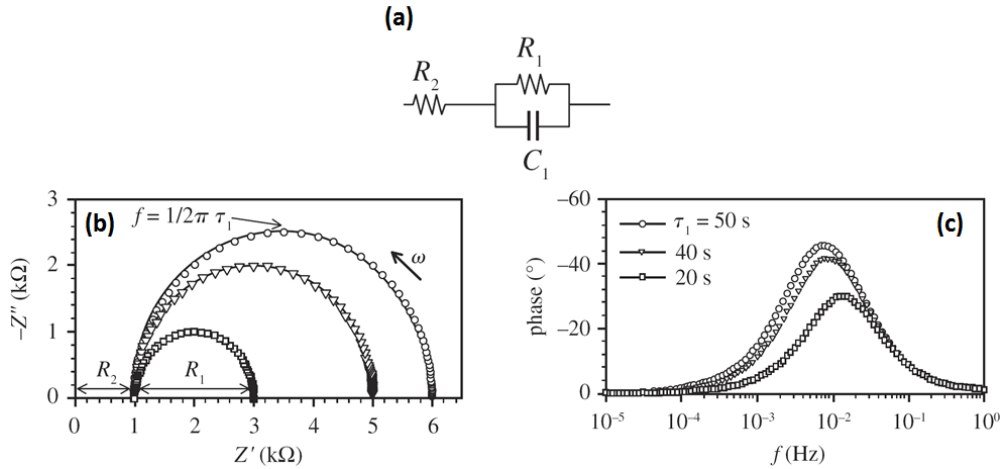 (a)
R₁
R₂
C₁
(b)
f = 1/2π τ₁
ω
R₂
R₁
3
2
1
0
–Z″ (kΩ)
0 1 2 3 4 5 6
Z′ (kΩ)
(c)
τ₁ = 50 s
40 s
20 s
–60
–40
–20
0
phase (°)
10⁻⁵ 10⁻⁴ 10⁻³ 10⁻² 10⁻¹ 10⁰
f (Hz)